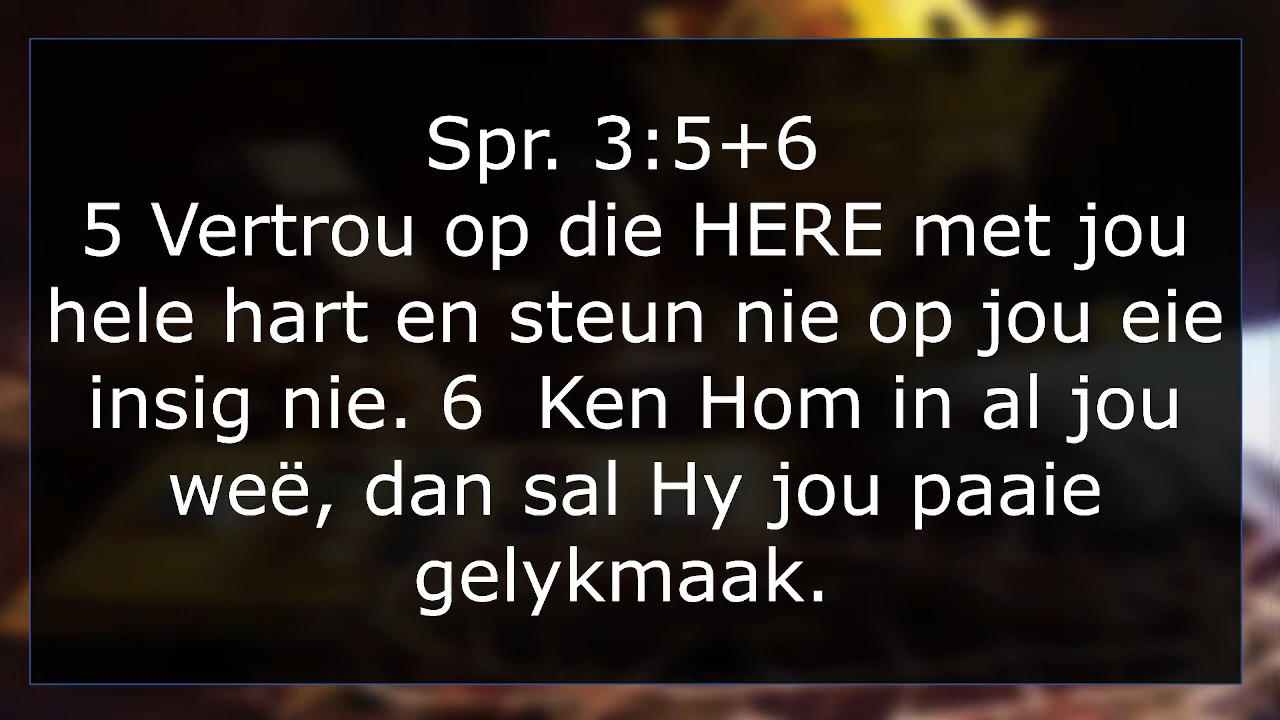 Spr. 3:5+6
5 Vertrou op die HERE met jou
hele hart en steun nie op jou eie
insig nie. 6  Ken Hom in al jou
weë, dan sal Hy jou paaie
gelykmaak.